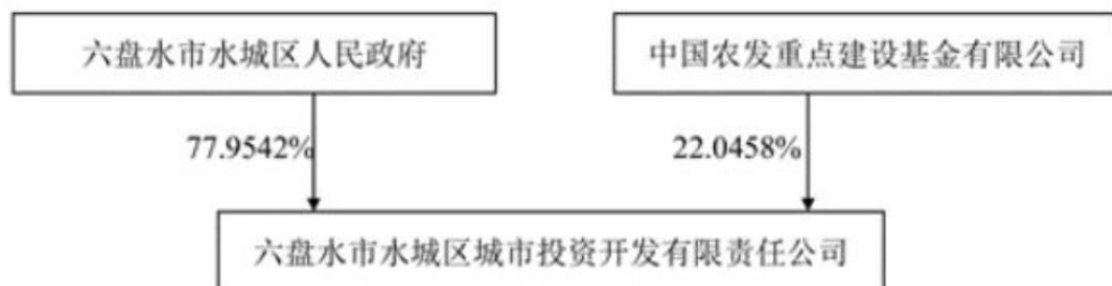 六盘水市水城区人民政府
中国农发重点建设基金有限公司
77.9542%
22.0458%
六盘水市水城区城市投资开发有限责任公司